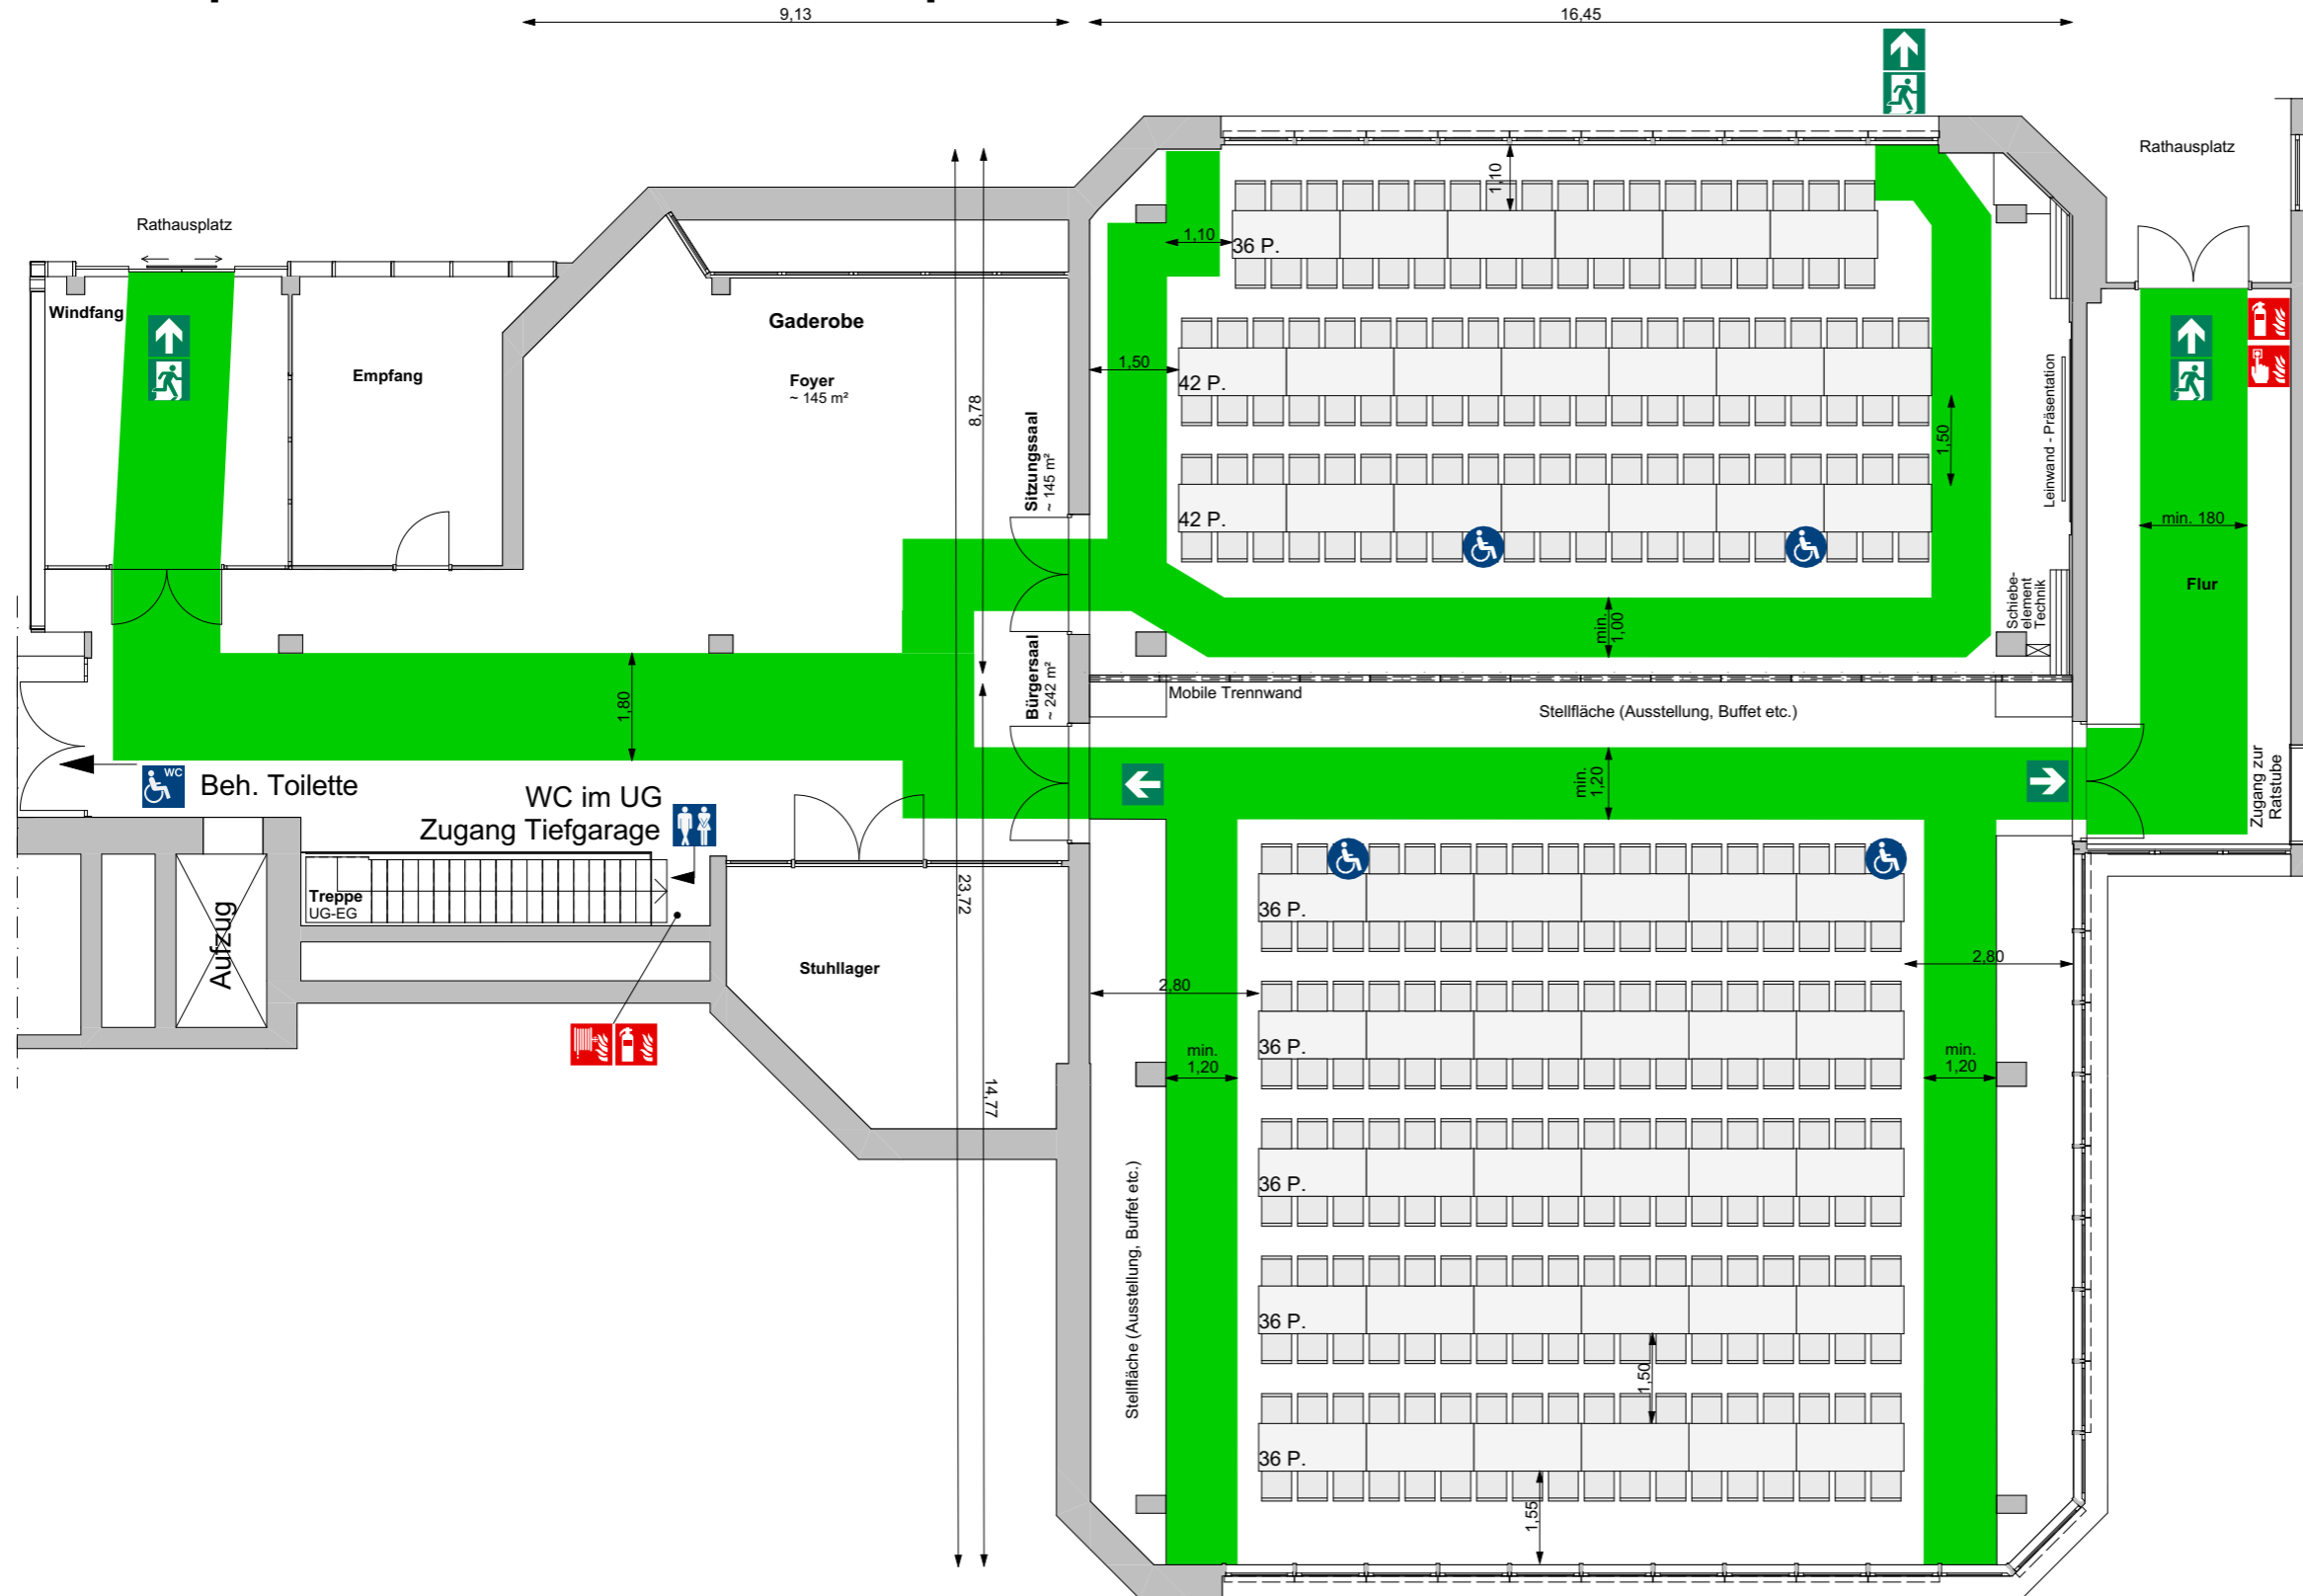 9,13
16,45
Rathausplatz
Rathausplatz
Windfang
Empfang
Gaderobe
Foyer
~ 145 m²
8,78
Sitzungssaal
~ 145 m²
Bürgersaal
~ 242 m²
1,10
1,10
36 P.
1,50
42 P.
1,50
42 P.
Leinwand - Präsentation
min. 180
Flur
Schiebe-
element
Technik
min.
1,00
1,80
Mobile Trennwand
Stellfläche (Ausstellung, Buffet etc.)
min.
1,20
Zugang zur
Ratstube
WC
Beh. Toilette
WC im UG
Zugang Tiefgarage
Treppe
UG-EG
Aufzug
Stuhllager
23,72
14,77
36 P.
2,80
2,80
36 P.
min.
1,20
min.
1,20
36 P.
Stellfläche (Ausstellung, Buffet etc.)
36 P.
1,50
36 P.
1,55